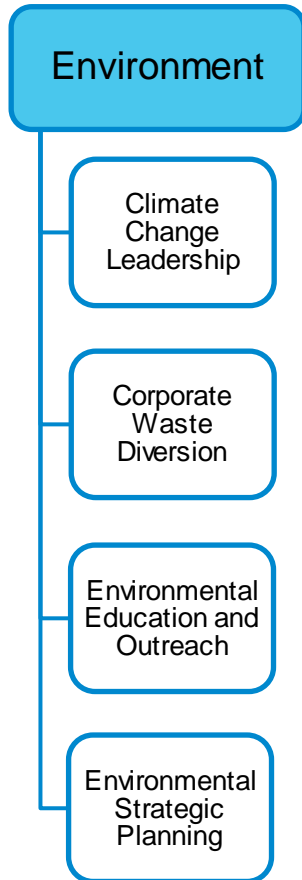 Environment
Climate
Change
Leadership
Corporate
Waste
Diversion
Environmental
Education and
Outreach
Environmental
Strategic
Planning